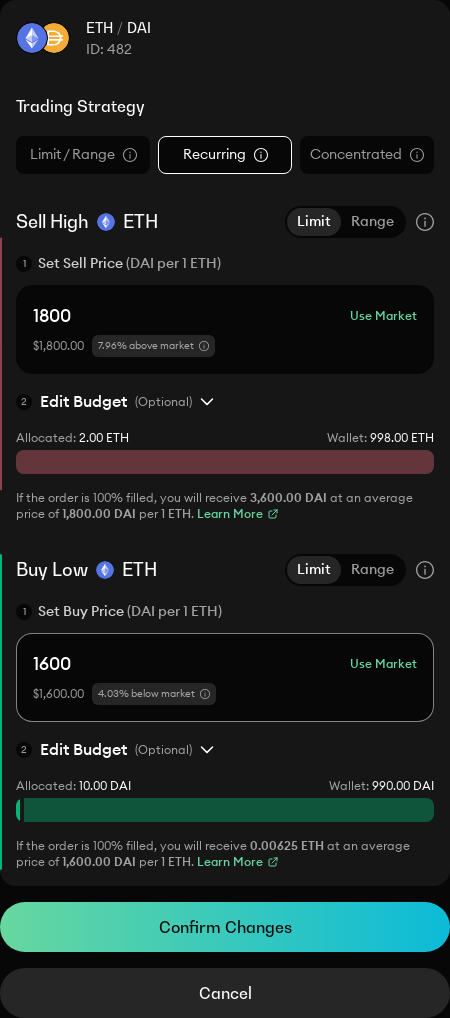 ETH / DAI
ID: 482
Trading Strategy
Limit / Range Recurring Concentrated
Sell High ETH Limit Range
1 Set Sell Price (DAI per 1 ETH)
1800 Use Market
$1,800.00 7.96% above market
2 Edit Budget (Optional)
Allocated: 2.00 ETH Wallet: 998.00 ETH
If the order is 100% filled, you will receive 3,600.00 DAI at an average
price of 1,800.00 DAI per 1 ETH. Learn More
Buy Low ETH Limit Range
1 Set Buy Price (DAI per 1 ETH)
1600 Use Market
$1,600.00 4.03% below market
2 Edit Budget (Optional)
Allocated: 10.00 DAI Wallet: 990.00 DAI
If the order is 100% filled, you will receive 0.00625 ETH at an average
price of 1,600.00 DAI per 1 ETH. Learn More
Confirm Changes
Cancel